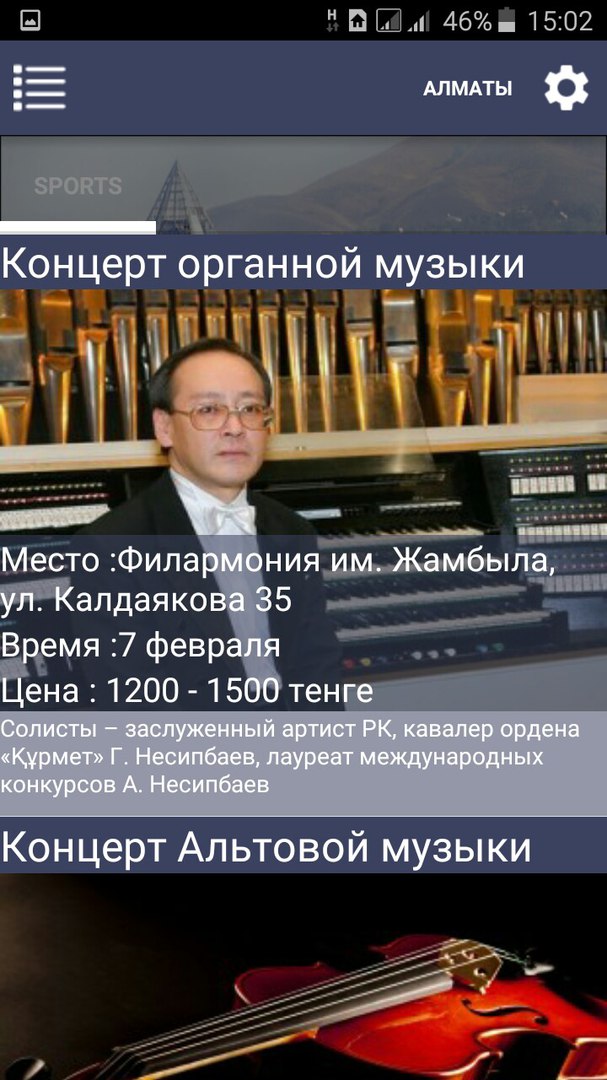 H 46% 15:02
АЛМАТЫ
SPORTS
Концерт органной музыки
Место :Филармония им. Жамбыла,
ул. Калдаякова 35
Время :7 февраля
Цена : 1200 - 1500 тенге
Солисты – заслуженный артист РК, кавалер ордена
«Құрмет» Г. Несипбаев, лауреат международных
конкурсов А. Несипбаев
Концерт Альтовой музыки